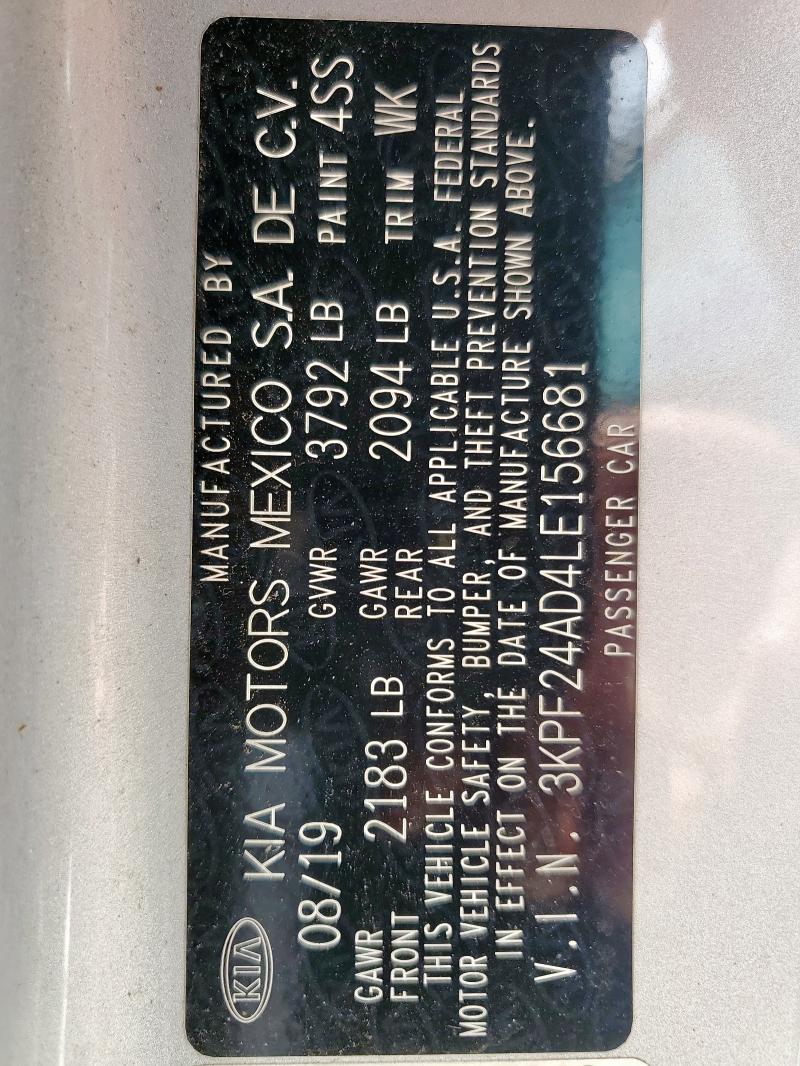 MANUFACTURED BY
KIA KIA MOTORS MEXICO S.A. DE C.V.
08/19 GVWR 3792 LB PAINT 4SS
GAWR FRONT 2183 LB GAWR REAR 2094 LB TRIM WK
THIS VEHICLE CONFORMS TO ALL APPLICABLE U.S.A. FEDERAL
MOTOR VEHICLE SAFETY, BUMPER, AND THEFT PREVENTION STANDARDS
IN EFFECT ON THE DATE OF MANUFACTURE SHOWN ABOVE.
V.I.N. 3KPF24AD4LE156681
PASSENGER CAR